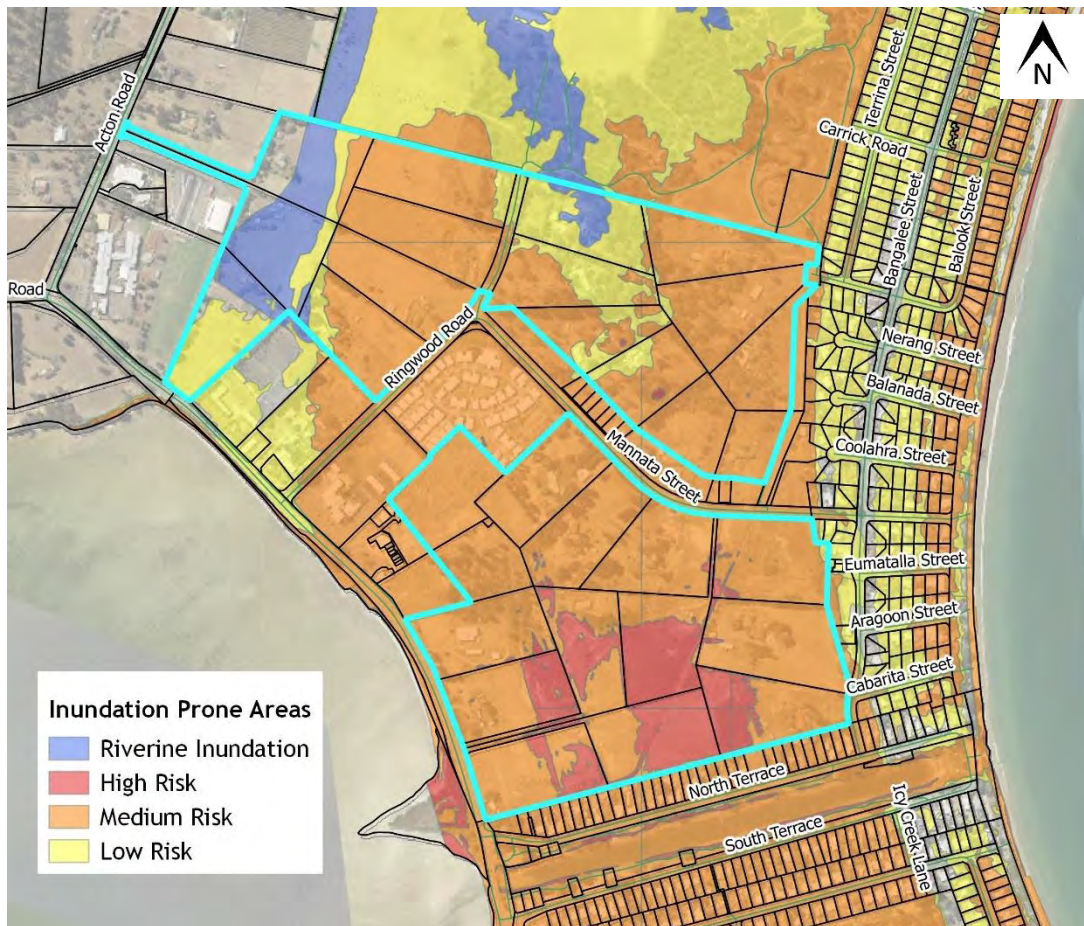 N
Acton Road
Road
Ringwood Road
Mannata Street
Tierrina Street
Carrick Road
Bangalee Street
Balook Street
Nerang Street
Balanada Street
Coolahra Street
Eumatalla Street
Aragoon Street
Cabarita Street
North Terrace
South Terrace
Icy Creek Lane
Inundation Prone Areas
Riverine Inundation
High Risk
Medium Risk
Low Risk